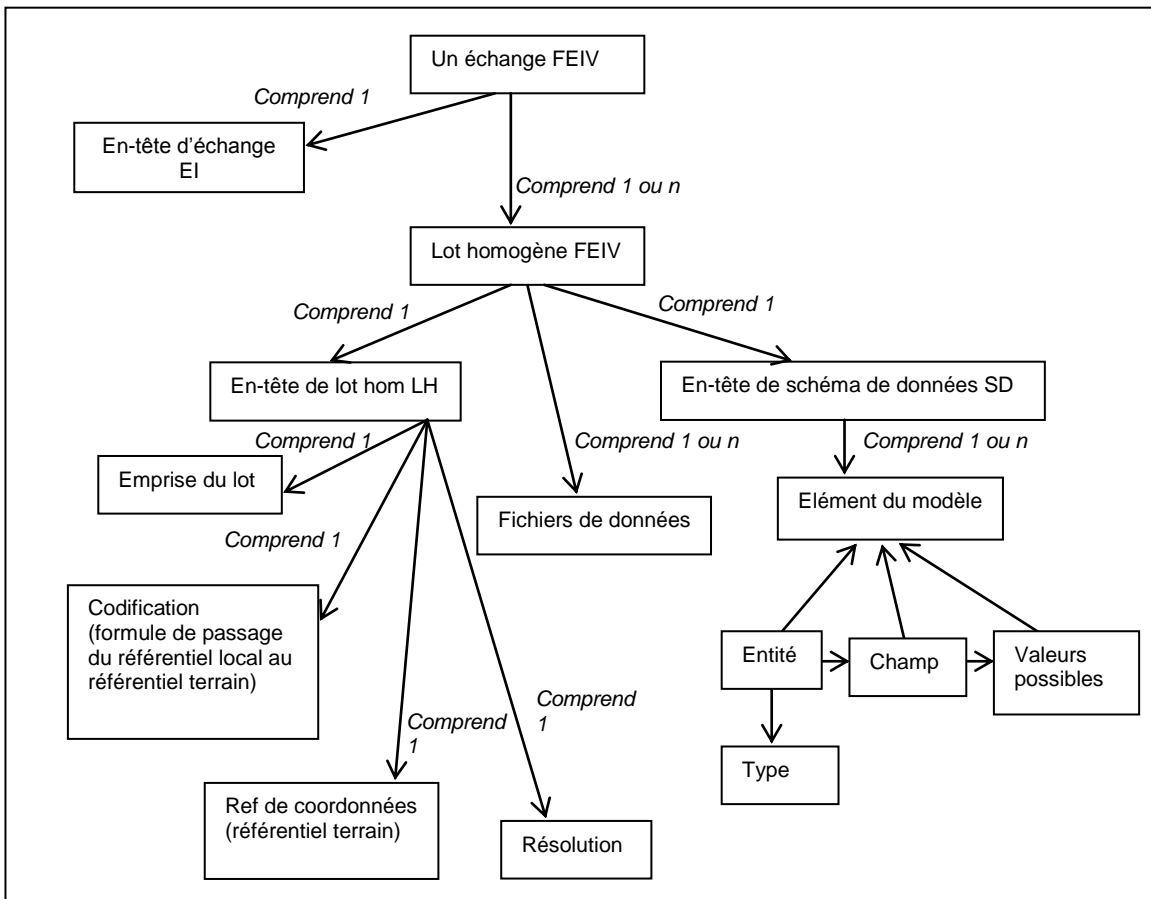 Un échange FEIV
Comprend 1
En-tête d'échange
EI
Comprend 1 ou n
Lot homogène FEIV
Comprend 1
Comprend 1
En-tête de lot hom LH
En-tête de schéma de données SD
Comprend 1
Comprend 1 ou n
Comprend 1 ou n
Emprise du lot
Fichiers de données
Elément du modèle
Comprend 1
Codification
(formule de passage
du référentiel local au
référentiel terrain)
Entité
Champ
Valeurs
possibles
Comprend
1
Comprend
1
Type
Ref de coordonnées
(référentiel terrain)
Résolution